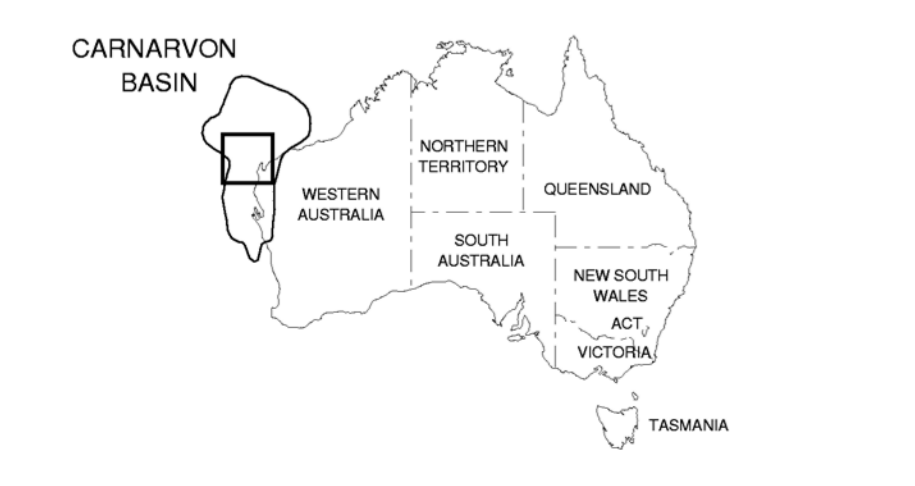 CARNARVON
BASIN
NORTHERN
TERRITORY
WESTERN
AUSTRALIA
QUEENSLAND
SOUTH
AUSTRALIA
NEW SOUTH
WALES
ACT
VICTORIA
TASMANIA